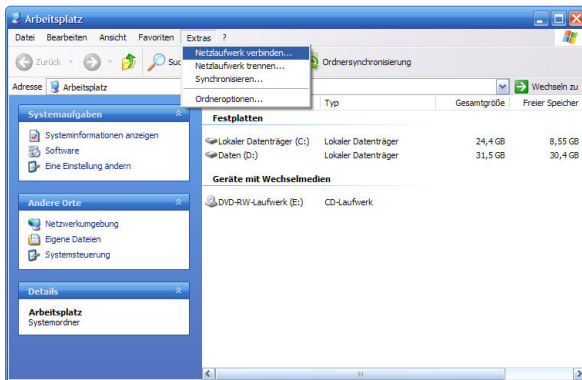 Arbeitsplatz
Datei Bearbeiten Ansicht Favoriten Extras ?
Netzlaufwerk verbinden...
Netzlaufwerk trennen...
Synchronisieren...
Ordneroptionen...
Zurück Ordnersynchronisierung
Adresse Arbeitsplatz Wechseln zu
Typ Gesamtgröße Freier Speicher
Systemaufgaben
Systeminformationen anzeigen
Software
Eine Einstellung ändern
Andere Orte
Netzwerkumgebung
Eigene Dateien
Systemsteuerung
Details
Arbeitsplatz
Systemordner
Festplatten
Lokaler Datenträger (C:) Lokaler Datenträger 24,4 GB 8,55 GB
Daten (D:) Lokaler Datenträger 31,5 GB 30,4 GB
Geräte mit Wechselmedien
DVD-RW-Laufwerk (E:) CD-Laufwerk